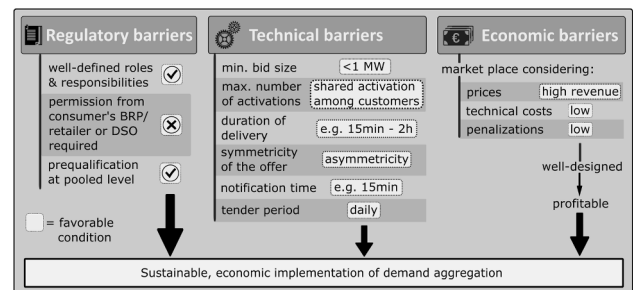 Regulatory barriers
well-defined roles
& responsibilities
permission from
consumer's BRP/
retailer or DSO
required
prequalification
at pooled level
= favorable
condition
Technical barriers
min. bid size <1 MW
max. number shared activation
of activations among customers
duration of
delivery e.g. 15min - 2h
symmetricity
of the offer asymmetricity
notification time e.g. 15min
tender period daily
€ Economic barriers
market place considering:
prices high revenue
technical costs low
penalizations low
well-designed
profitable
Sustainable, economic implementation of demand aggregation